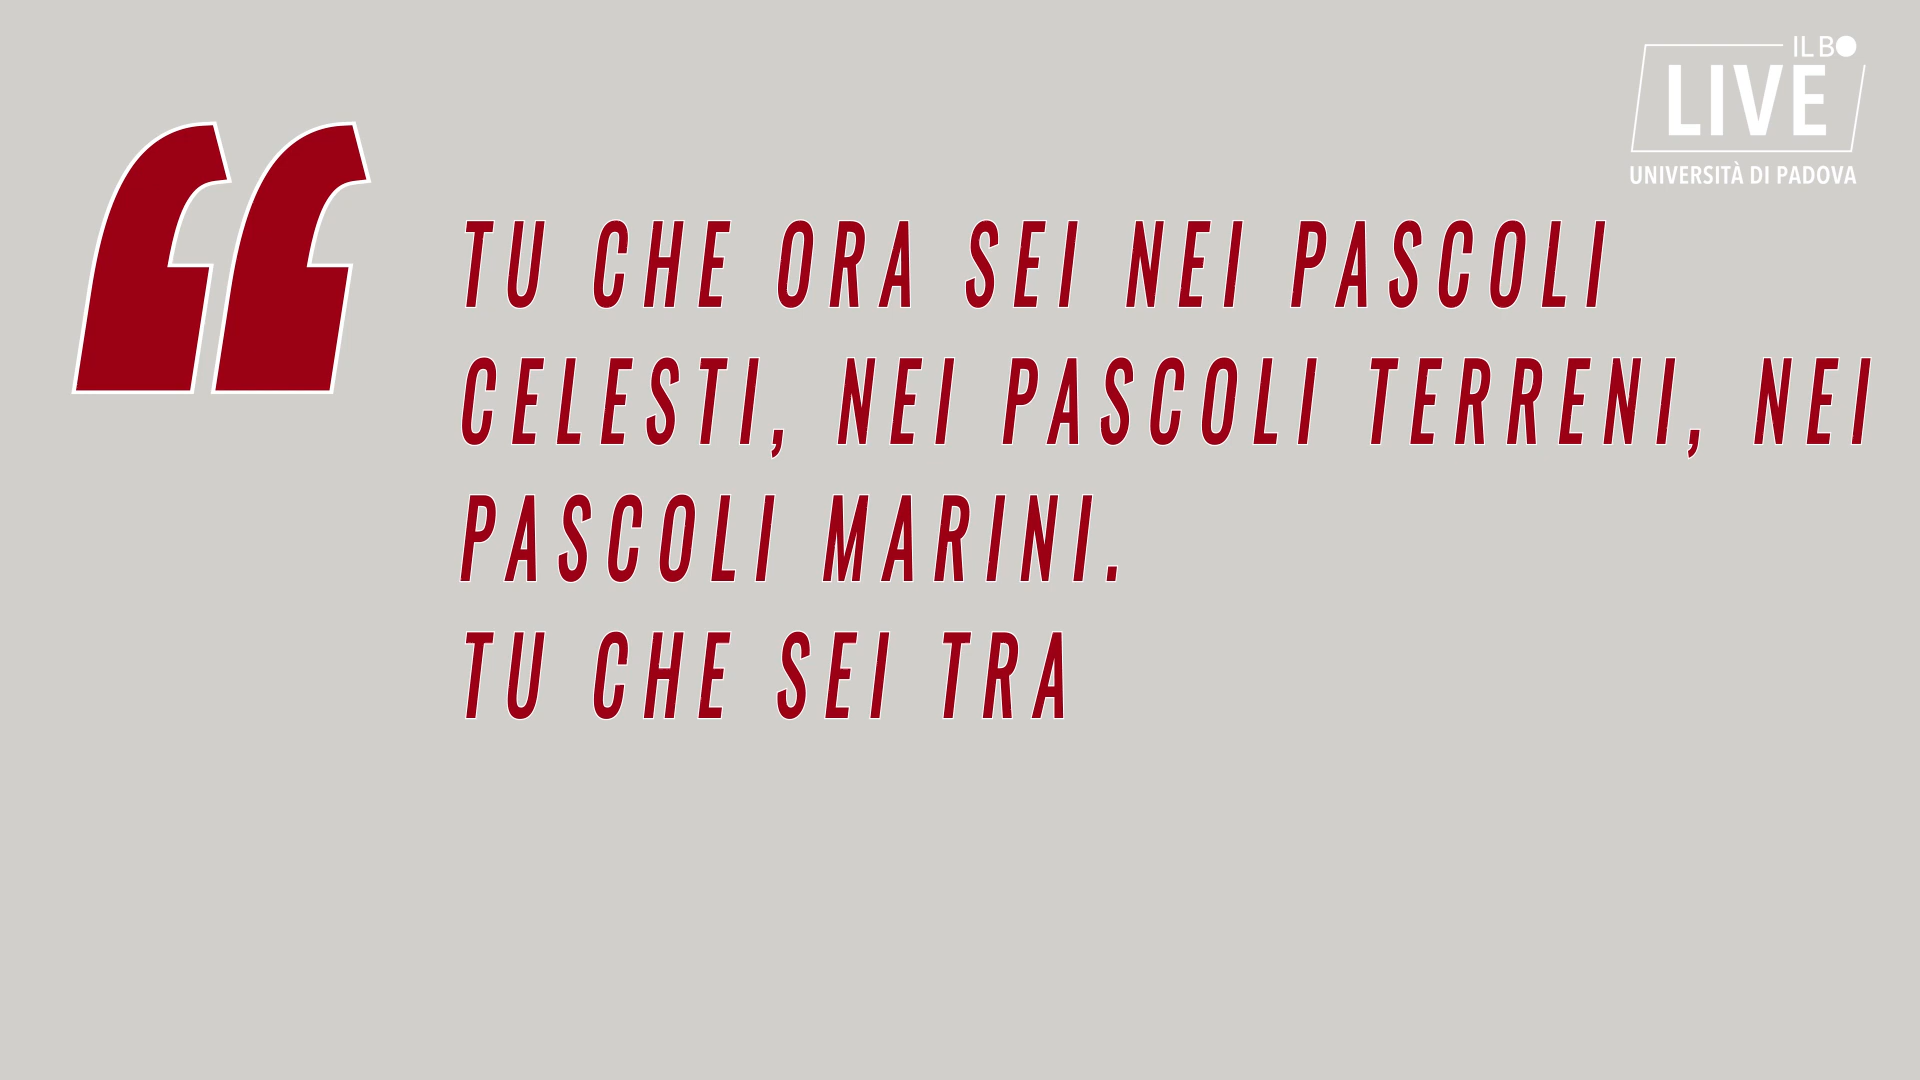 IL BO
LIVE
UNIVERSITÀ DI PADOVA
TU CHE ORA SEI NEI PASCOLI
CELESTI, NEI PASCOLI TERRENI, NEI
PASCOLI MARINI.
TU CHE SEI TRA